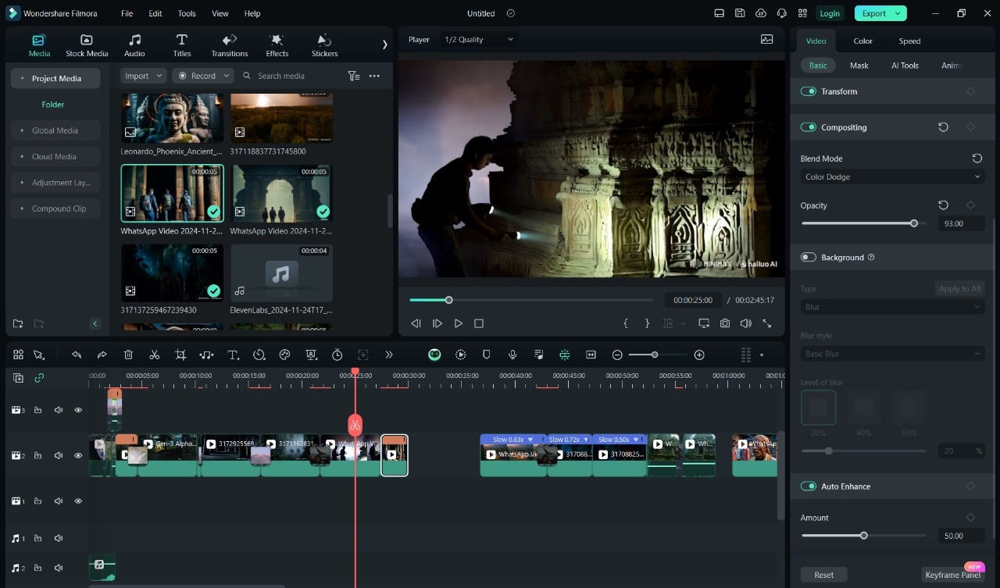 Wondershare Filmora
File
Edit
Tools
View
Help
Untitled
Login
Export
Media
Stock Media
Audio
Titles
Transitions
Effects
Stickers
Project Media
Folder
Global Media
Cloud Media
Adjustment Lay...
Compound Clip
Import
Record
Search media
Leonardo_Phoenix_Ancient_...
317118837731745800
00:00:05
WhatsApp Video 2024-11-2...
00:00:05
WhatsApp Video 2024-11-2...
00:00:05
317137259467239430
00:00:04
ElevenLabs_2024-11-24T17_...
Player
1/2 Quality
MINIMAX
hailuo AI
00:00:25:00 / 00:02:45:17
Video
Color
Speed
Basic
Mask
AI Tools
Anima
Transform
Compositing
Blend Mode
Color Dodge
Opacity
93.00
Background
Type
Apply to All
Blur
Blur style
Basic Blur
Level of blur
20%
40%
60%
20 %
Auto Enhance
Amount
50.00
Reset
Keyframe Panel
NEW
:00:00
00:00:05:00
00:00:10:00
00:00:15:00
00:00:20:00
00:00:25:00
00:00:30:00
00:00:35:00
00:00:40:00
00:00:45:00
00:00:50:00
00:00:55:00
00:01:00:00
3
2
Gen-3 Alpha...
3172925569
3171162831
Slow 0.83x
WhatsApp Vi
Slow 0.72x
317088...
Slow 0.50x
31708825...
W...
Wh...
1
1
2